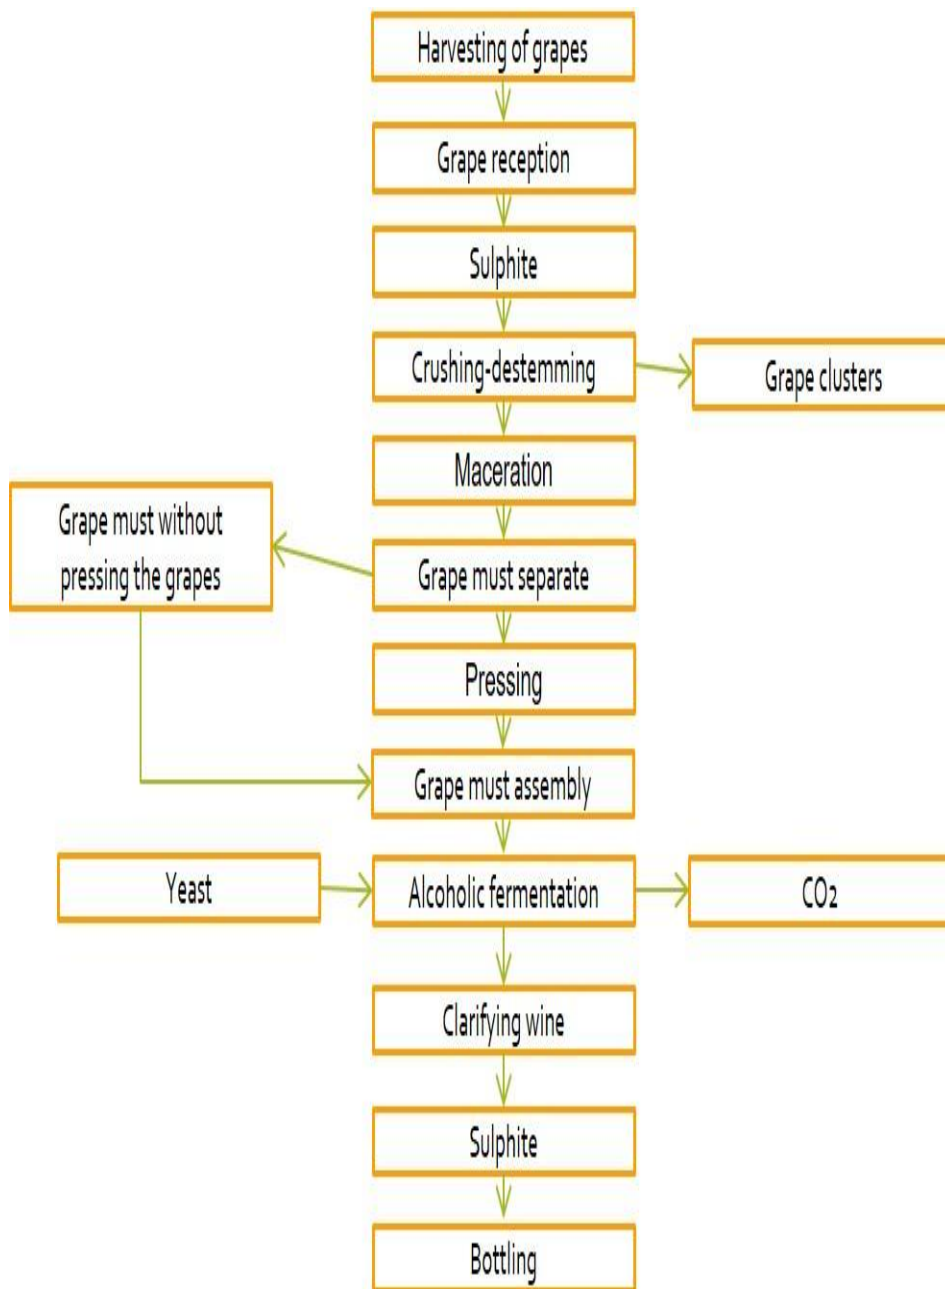 Harvesting of grapes
Grape reception
Sulphite
Crushing-destemming
Grape clusters
Maceration
Grape must without
pressing the grapes
Grape must separate
Pressing
Grape must assembly
Yeast
Alcoholic fermentation
CO2
Clarifying wine
Sulphite
Bottling